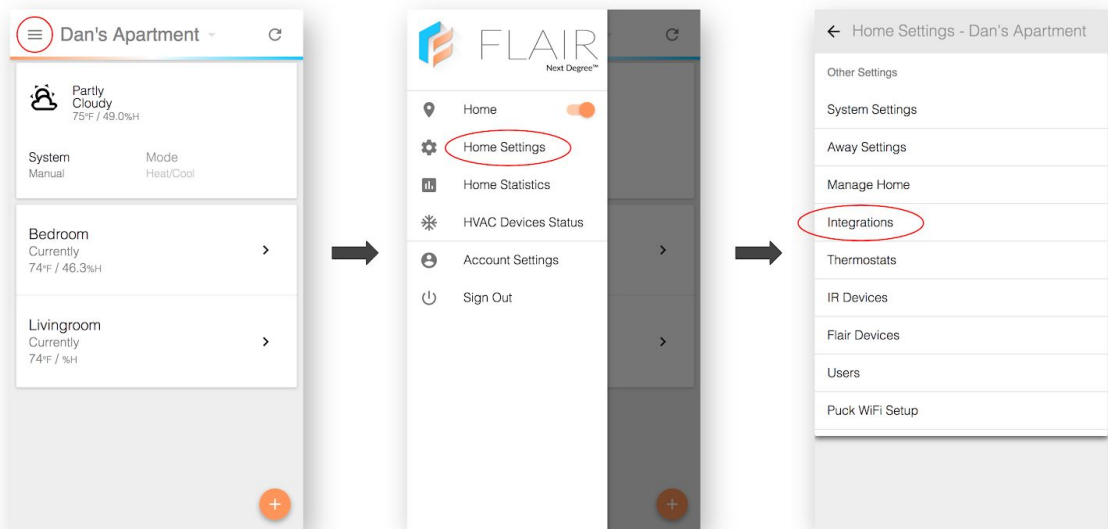 Dan's Apartment
Partly
Cloudy
75°F / 49.0%H
System Mode
Manual Heat/Cool
Bedroom
Currently
74°F / 46.3%H
Livingroom
Currently
74°F / %H
+
FLAIR
Next Degree™
Home
Home Settings
Home Statistics
HVAC Devices Status
Account Settings
Sign Out
+
Home Settings - Dan's Apartment
Other Settings
System Settings
Away Settings
Manage Home
Integrations
Thermostats
IR Devices
Flair Devices
Users
Puck WiFi Setup